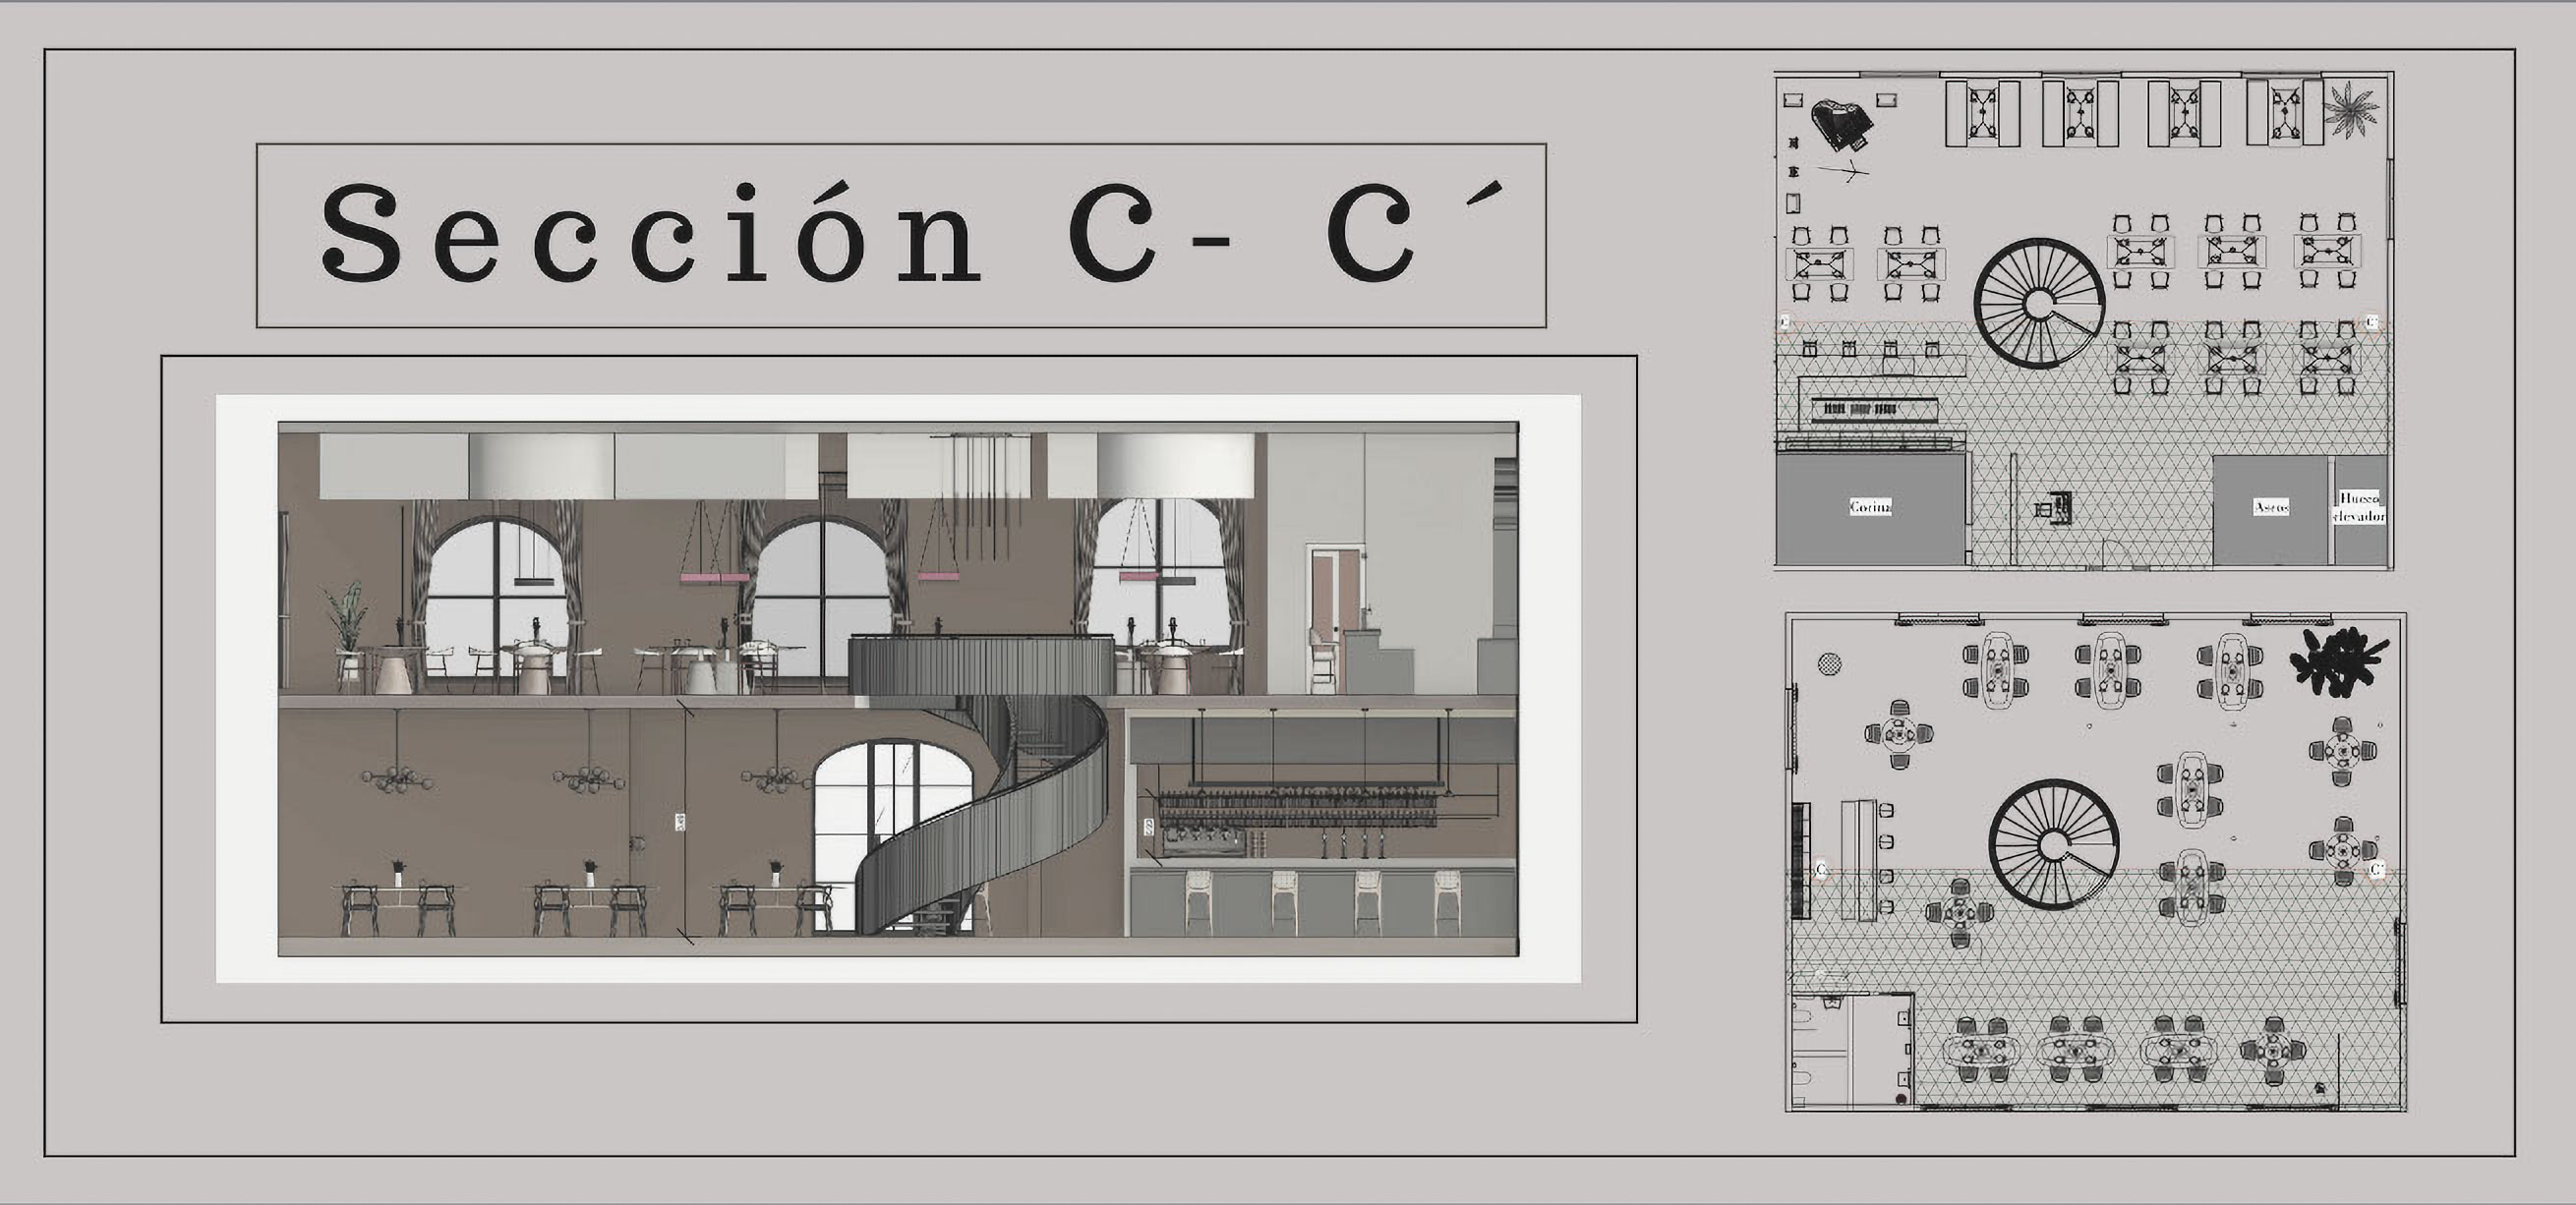 Sección C- C´
C
C'
Cocina
Aseos
Hueco
elevador
C
C'